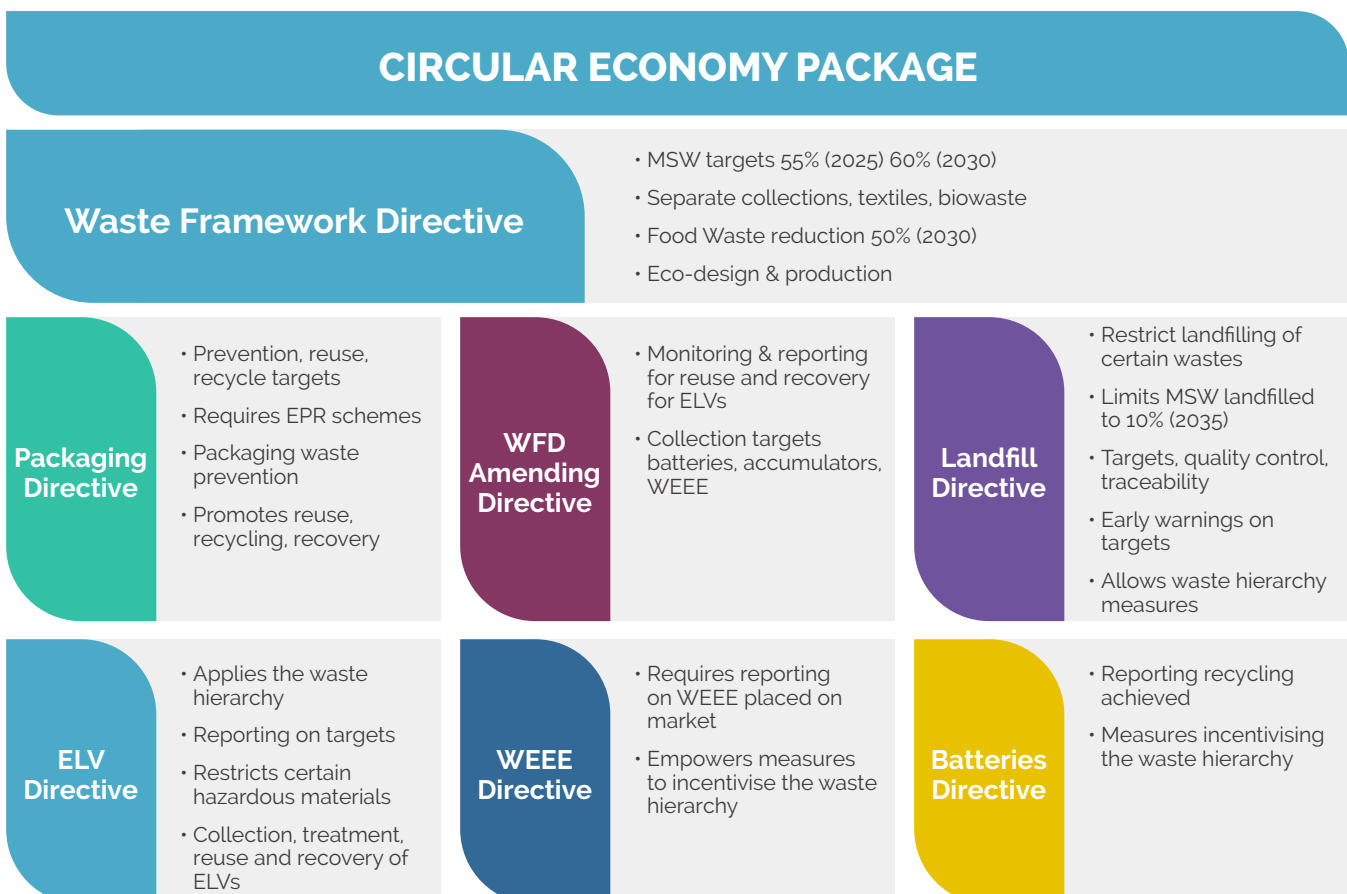 CIRCULAR ECONOMY PACKAGE
Waste Framework Directive
• MSW targets 55% (2025) 60% (2030)
• Separate collections, textiles, biowaste
• Food Waste reduction 50% (2030)
• Eco-design & production
Packaging
Directive
• Prevention, reuse,
recycle targets
• Requires EPR schemes
• Packaging waste
prevention
• Promotes reuse,
recycling, recovery
WFD
Amending
Directive
• Monitoring & reporting
for reuse and recovery
for ELVs
• Collection targets
batteries, accumulators,
WEEE
Landfill
Directive
• Restrict landfilling of
certain wastes
• Limits MSW landfilled
to 10% (2035)
• Targets, quality control,
traceability
• Early warnings on
targets
• Allows waste hierarchy
measures
ELV
Directive
• Applies the waste
hierarchy
• Reporting on targets
• Restricts certain
hazardous materials
• Collection, treatment,
reuse and recovery of
ELVs
WEEE
Directive
• Requires reporting
on WEEE placed on
market
• Empowers measures
to incentivise the waste
hierarchy
Batteries
Directive
• Reporting recycling
achieved
• Measures incentivising
the waste hierarchy